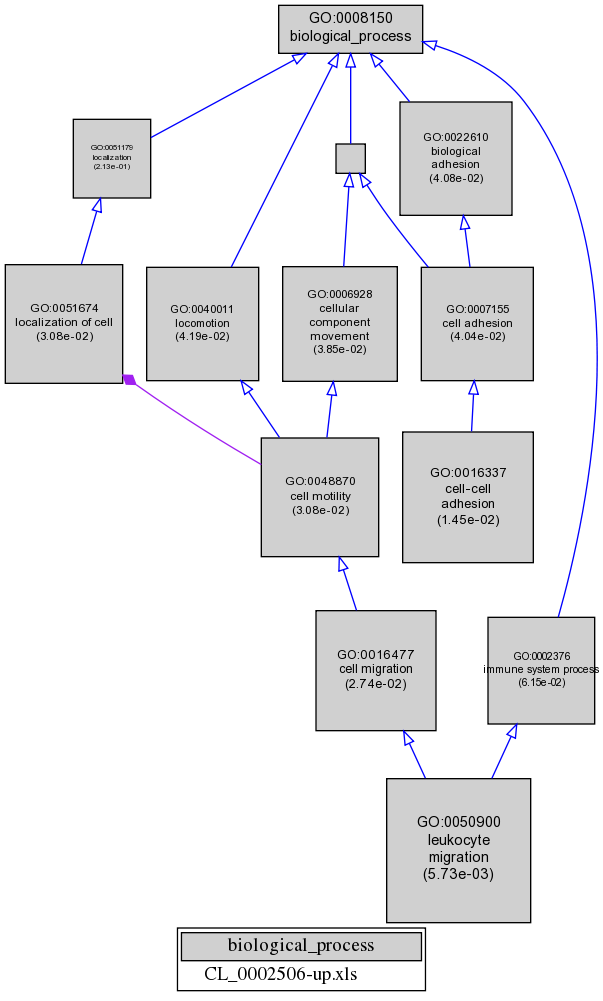 GO:0008150
biological_process
GO:0022610
biological
adhesion
(4.08e-02)
GO:0051179
localization
(2.13e-01)
GO:0051674
localization of cell
(3.08e-02)
GO:0040011
locomotion
(4.19e-02)
GO:0006928
cellular
component
movement
(3.85e-02)
GO:0007155
cell adhesion
(4.04e-02)
GO:0048870
cell motility
(3.08e-02)
GO:0016337
cell-cell
adhesion
(1.45e-02)
GO:0016477
cell migration
(2.74e-02)
GO:0002376
immune system process
(6.15e-02)
GO:0050900
leukocyte
migration
(5.73e-03)
biological_process
CL_0002506-up.xls